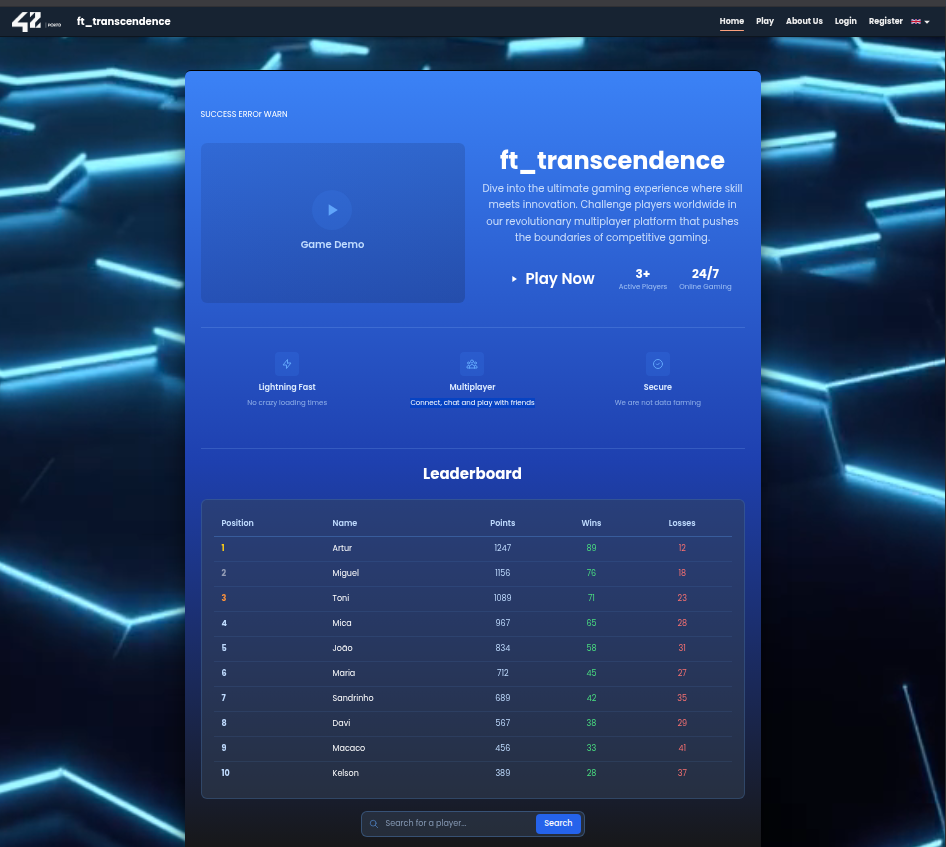 42 PORTO ft_transcendence Home Play About Us Login Register
SUCCESS ERROr WARN
Game Demo
ft_transcendence
Dive into the ultimate gaming experience where skill
meets innovation. Challenge players worldwide in
our revolutionary multiplayer platform that pushes
the boundaries of competitive gaming.
Play Now
3+
Active Players
24/7
Online Gaming
Lightning Fast
No crazy loading times
Multiplayer
Connect, chat and play with friends
Secure
We are not data farming
Leaderboard
Position Name Points Wins Losses
1 Artur 1247 89 12
2 Miguel 1156 76 18
3 Toni 1089 71 23
4 Mica 967 65 28
5 João 834 58 31
6 Maria 712 45 27
7 Sandrinho 689 42 35
8 Davi 567 38 29
9 Macaco 456 33 41
10 Kelson 389 28 37
Search for a player... Search